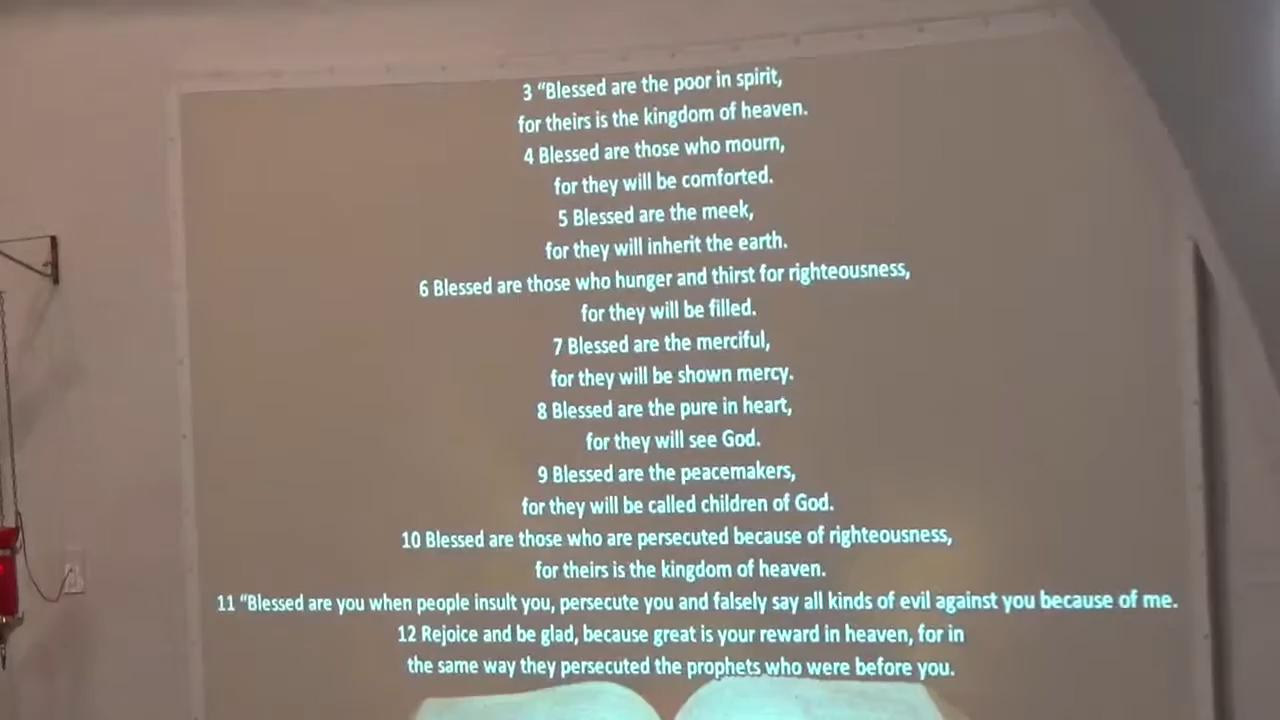 3 “Blessed are the poor in spirit,
for theirs is the kingdom of heaven.
4 Blessed are those who mourn,
for they will be comforted.
5 Blessed are the meek,
for they will inherit the earth.
6 Blessed are those who hunger and thirst for righteousness,
for they will be filled.
7 Blessed are the merciful,
for they will be shown mercy.
8 Blessed are the pure in heart,
for they will see God.
9 Blessed are the peacemakers,
for they will be called children of God.
10 Blessed are those who are persecuted because of righteousness,
for theirs is the kingdom of heaven.
11 “Blessed are you when people insult you, persecute you and falsely say all kinds of evil against you because of me.
12 Rejoice and be glad, because great is your reward in heaven, for in
the same way they persecuted the prophets who were before you.